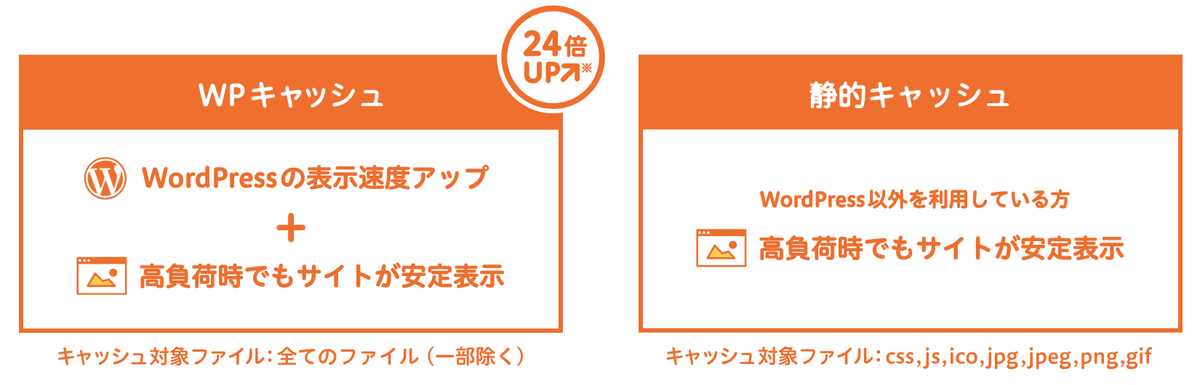 24倍
UP※
WPキャッシュ
WordPressの表示速度アップ
+
高負荷時でもサイトが安定表示
キャッシュ対象ファイル：全てのファイル（一部除く）
静的キャッシュ
WordPress以外を利用している方
高負荷時でもサイトが安定表示
キャッシュ対象ファイル：css,js,ico,jpg,jpeg,png,gif